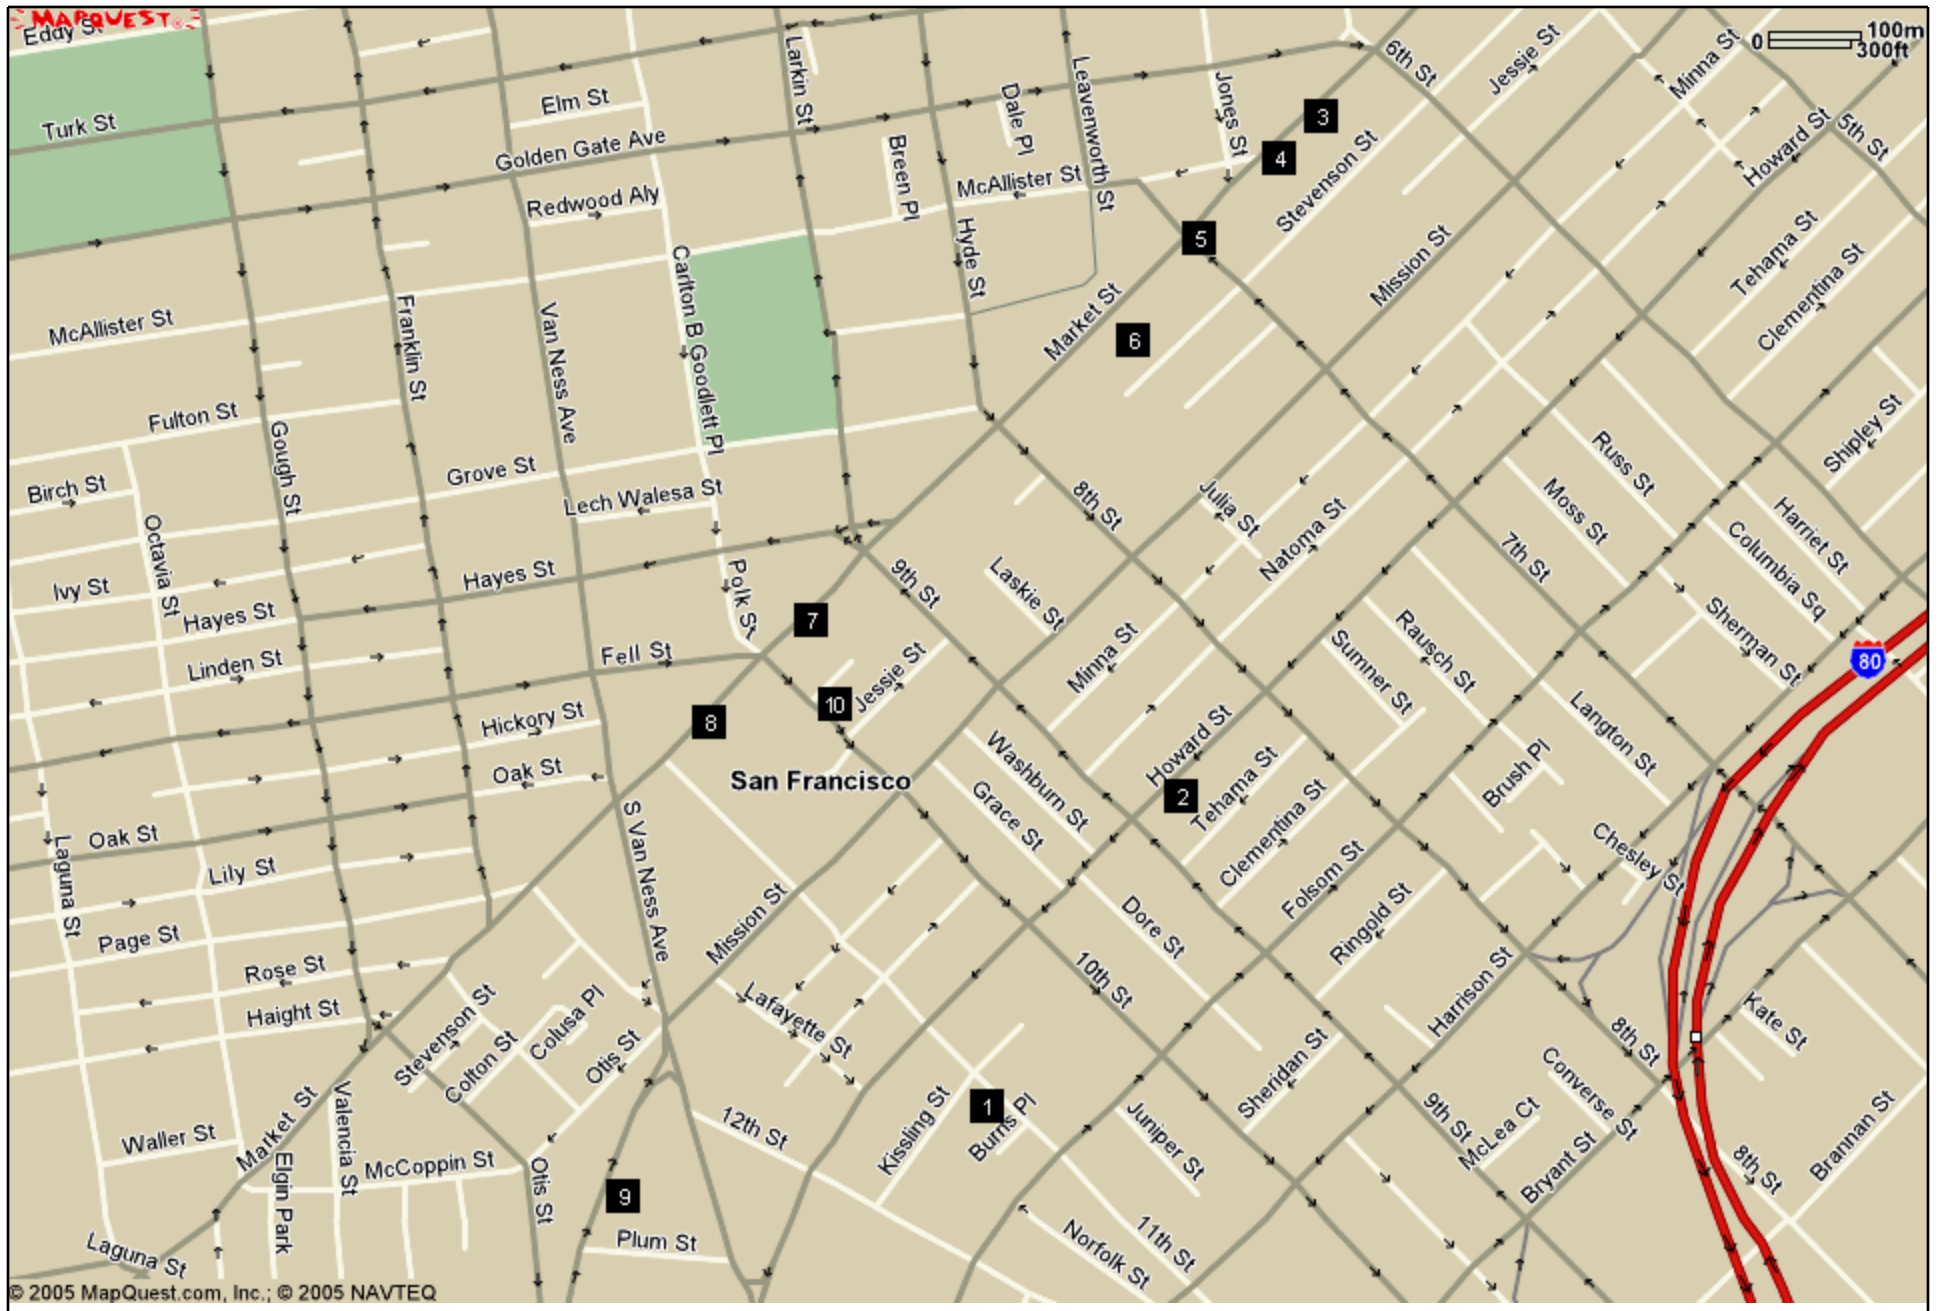 MAPQUEST
Eddy St
0
100m
300ft
Larkin St
6th St
Jessie St
Minna St
Elm St
Dale Pl
Leavenworth St
Jones St
3
Howard St
5th St
Turk St
Golden Gate Ave
Breen Pl
4
Stevenson St
McAllister St
Redwood Aly
5
Hyde St
Mission St
Tehama St
Clementina St
Carlton B Goodlett Pl
Market St
6
McAllister St
Franklin St
Van Ness Ave
Fulton St
Gough St
Shipley St
Russ St
Grove St
Birch St
Lech Walesa St
8th St
Julia St
Natoma St
Moss St
Harriet St
Columbia Sq
Octavia St
7th St
Ivy St
Hayes St
Polk St
9th St
Laskie St
Hayes St
7
Minna St
Rausch St
Sumner St
Sherman St
80
Linden St
Fell St
Jessie St
10
Hickory St
8
Langton St
San Francisco
Washburn St
Howard St
Oak St
2
Tehama St
Brush Pl
Grace St
Clementina St
Oak St
S Van Ness Ave
Laguna St
Lily St
Chesley St
Folsom St
Mission St
Dore St
Ringold St
Page St
Rose St
10th St
Harrison St
Haight St
Stevenson St
Colusa Pl
Lafayette St
Colton St
Otis St
8th St
Kate St
Sheridan St
Converse St
Market St
Valencia St
12th St
Kissling St
1
Burns Pl
Juniper St
9th St
McLea Ct
Waller St
McCoppin St
Elgin Park
Otis St
9
Bryant St
8th St
Brannan St
Laguna St
Plum St
Norfolk St
11th St
© 2005 MapQuest.com, Inc.; © 2005 NAVTEQ